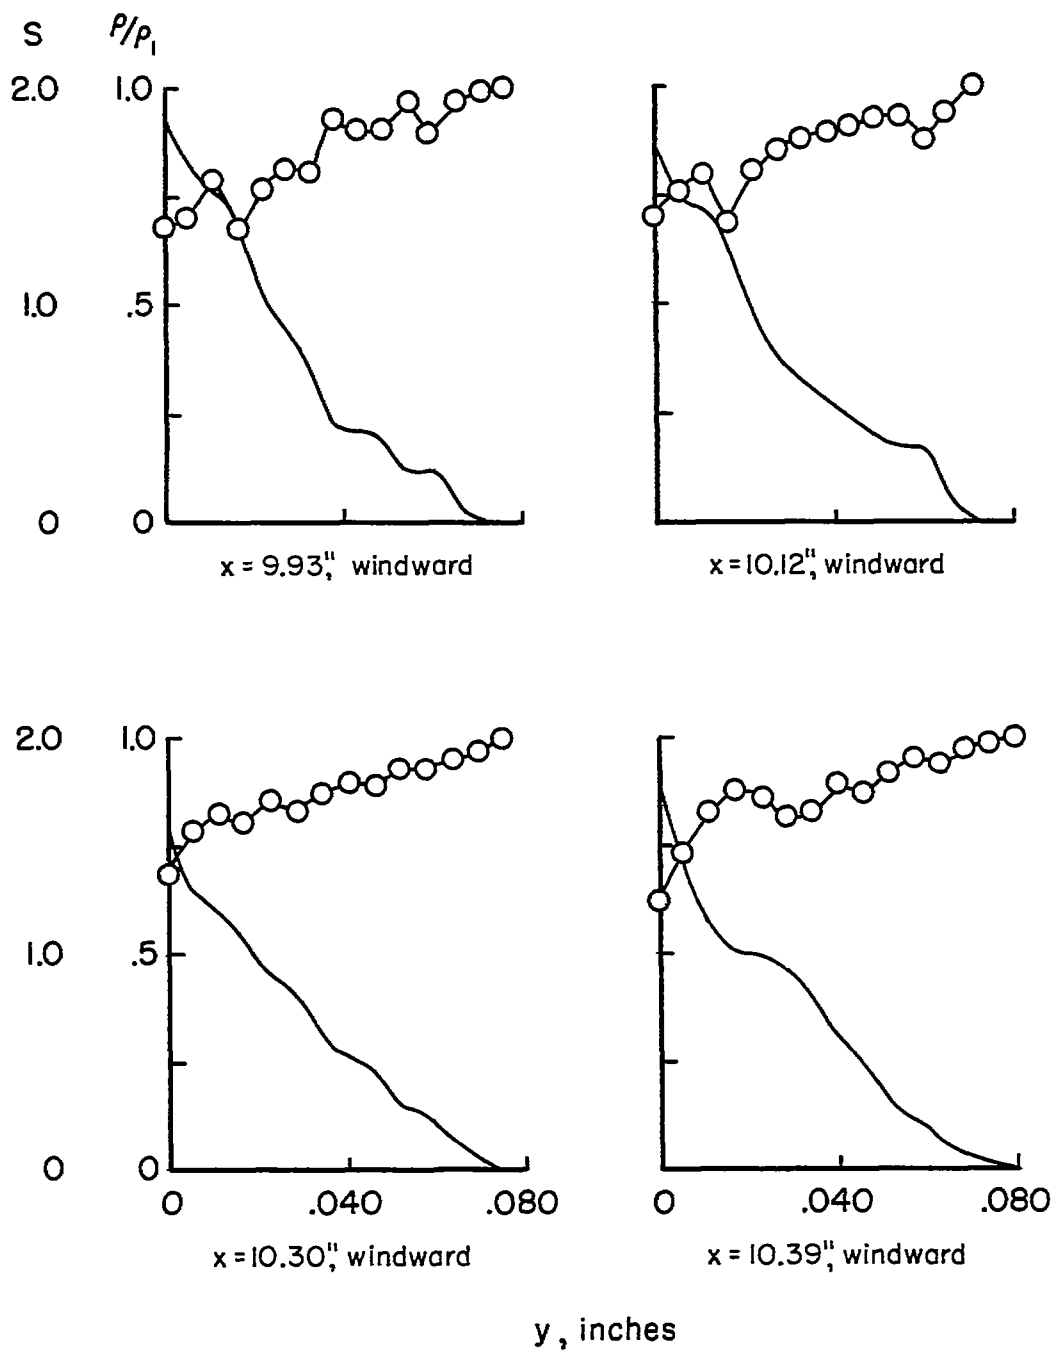 S ρ/ρ₁
2.0 1.0
1.0 .5
0 0
x = 9.93," windward
x = 10.12," windward
2.0 1.0
1.0 .5
0 0
0 .040 .080
0 .040 .080
x = 10.30," windward
x = 10.39," windward
y, inches